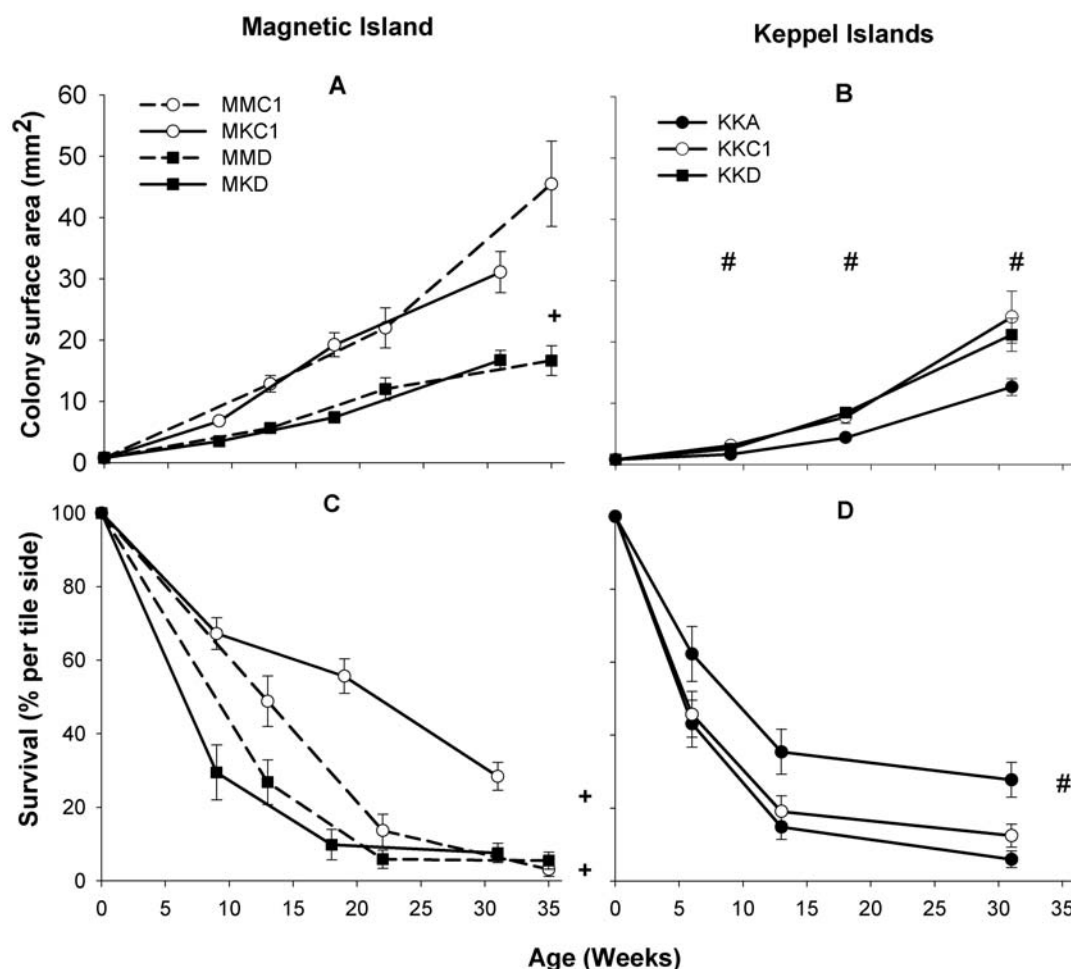 Magnetic Island
Keppel Islands
A
MMC1
MKC1
MMD
MKD
Colony surface area (mm²)
60
50
40
30
20
10
0
+
B
KKA
KKC1
KKD
# # #
C
Survival (% per tile side)
100
80
60
40
20
0
0 5 10 15 20 25 30 35
+
+
D
#
0 5 10 15 20 25 30 35
Age (Weeks)